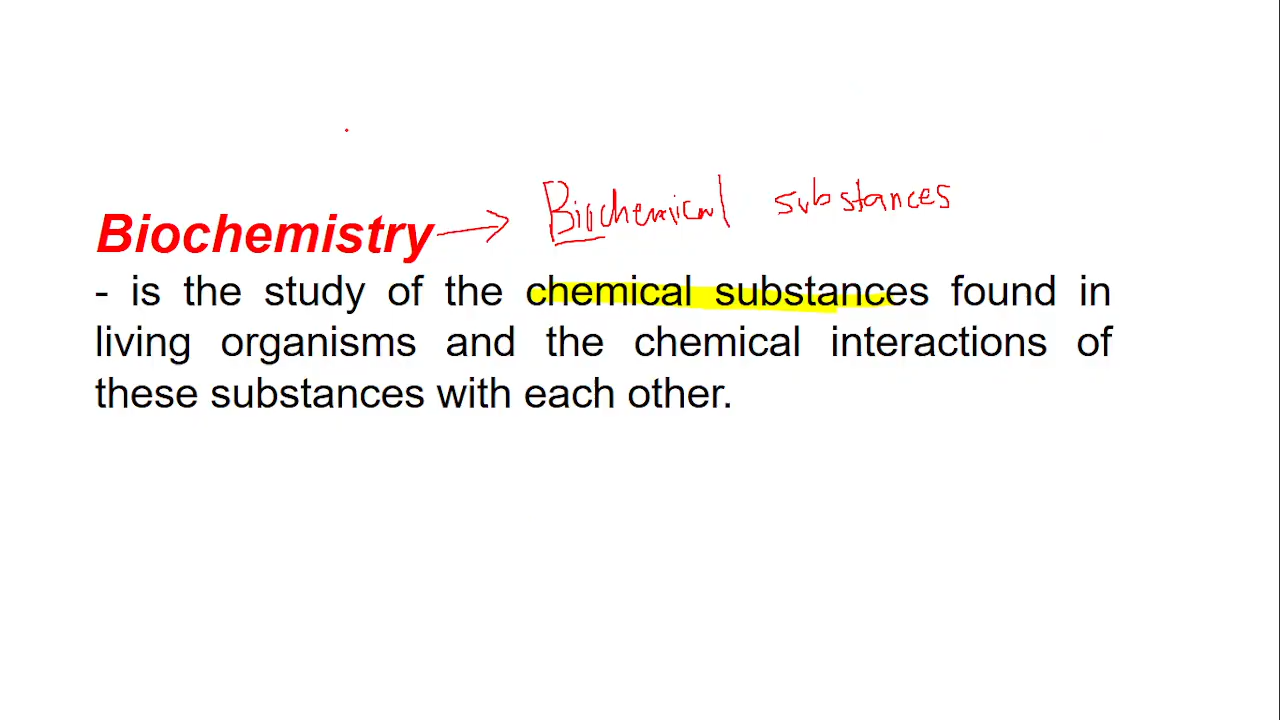 Biochemical substances
Biochemistry
- is the study of the chemical substances found in
living organisms and the chemical interactions of
these substances with each other.